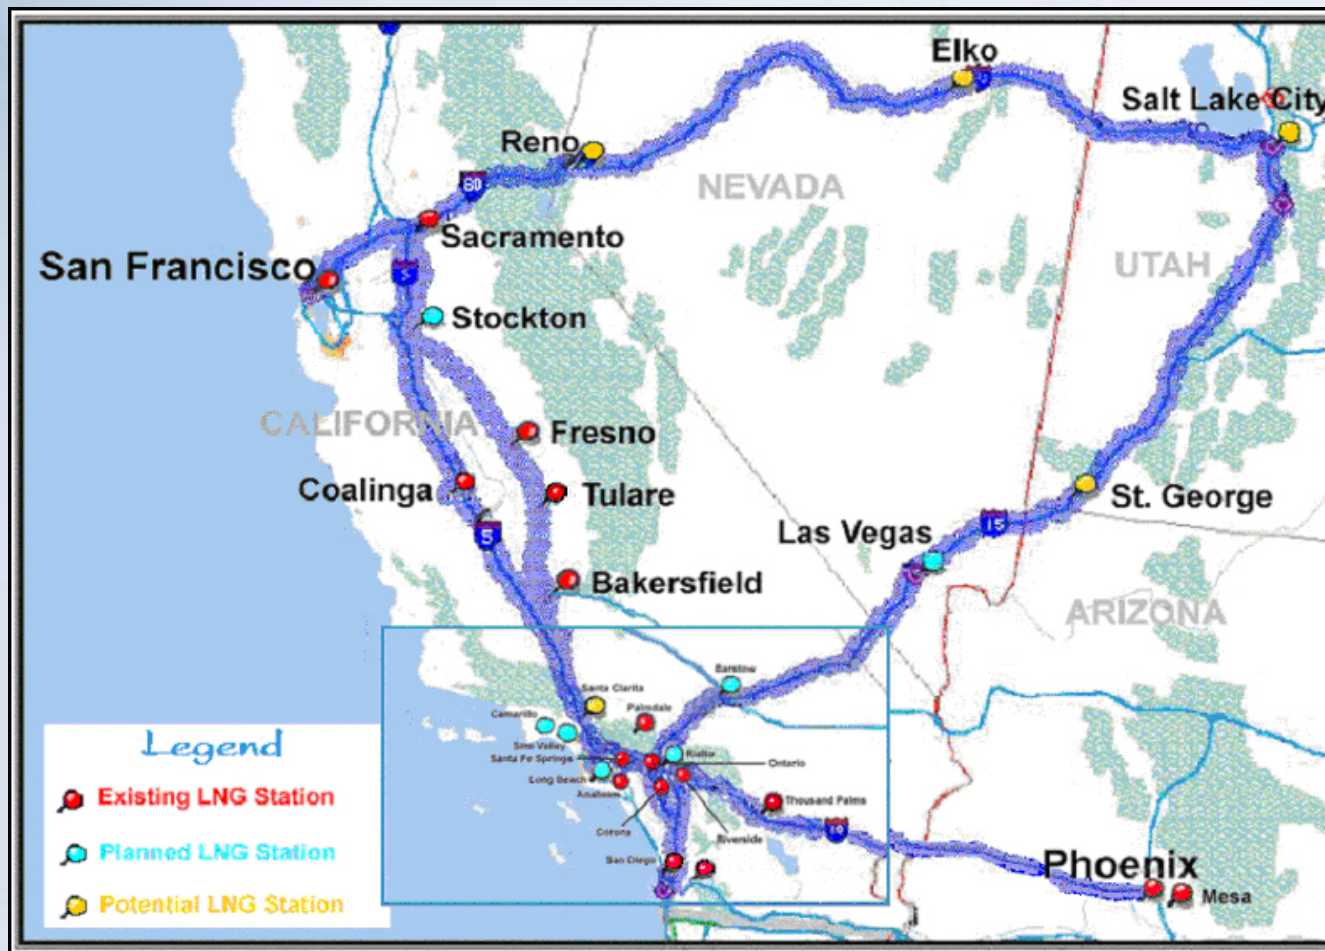 Elko
Salt Lake City
Reno
80
NEVADA
Sacramento
San Francisco
5
UTAH
Stockton
CALIFORNIA
Fresno
Coalinga
Tulare
St. George
5
15
Las Vegas
Bakersfield
ARIZONA
Barstow
Santa Clarita
Palmdale
Camarillo
Simi Valley
Santa Fe Springs
Rialto
Ontario
Long Beach
Anaheim
Thousand Palms
Corona
Riverside
10
San Diego
Phoenix
Mesa
Legend
Existing LNG Station
Planned LNG Station
Potential LNG Station